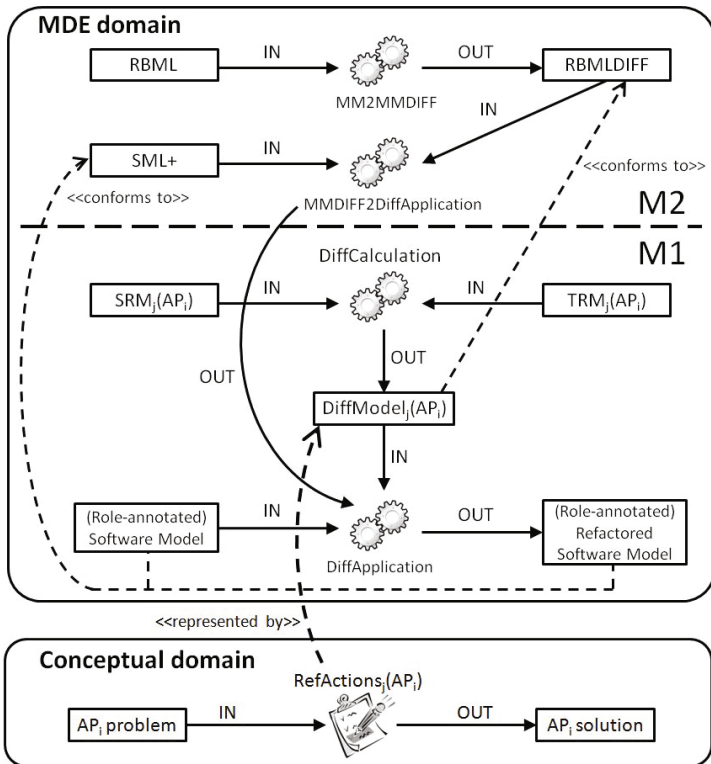 MDE domain
RBML
IN
OUT
RBMLDIFF
MM2MMDIFF
IN
SML+
IN
<<conforms to>>
<<conforms to>>
MMDIFF2DiffApplication
M2
M1
DiffCalculation
SRMj(APi)
IN
IN
TRMj(APi)
OUT
OUT
DiffModelj(APi)
IN
(Role-annotated)
Software Model
IN
OUT
(Role-annotated)
Refactored
Software Model
DiffApplication
<<represented by>>
Conceptual domain
RefActionsj(APi)
APi problem
IN
OUT
APi solution